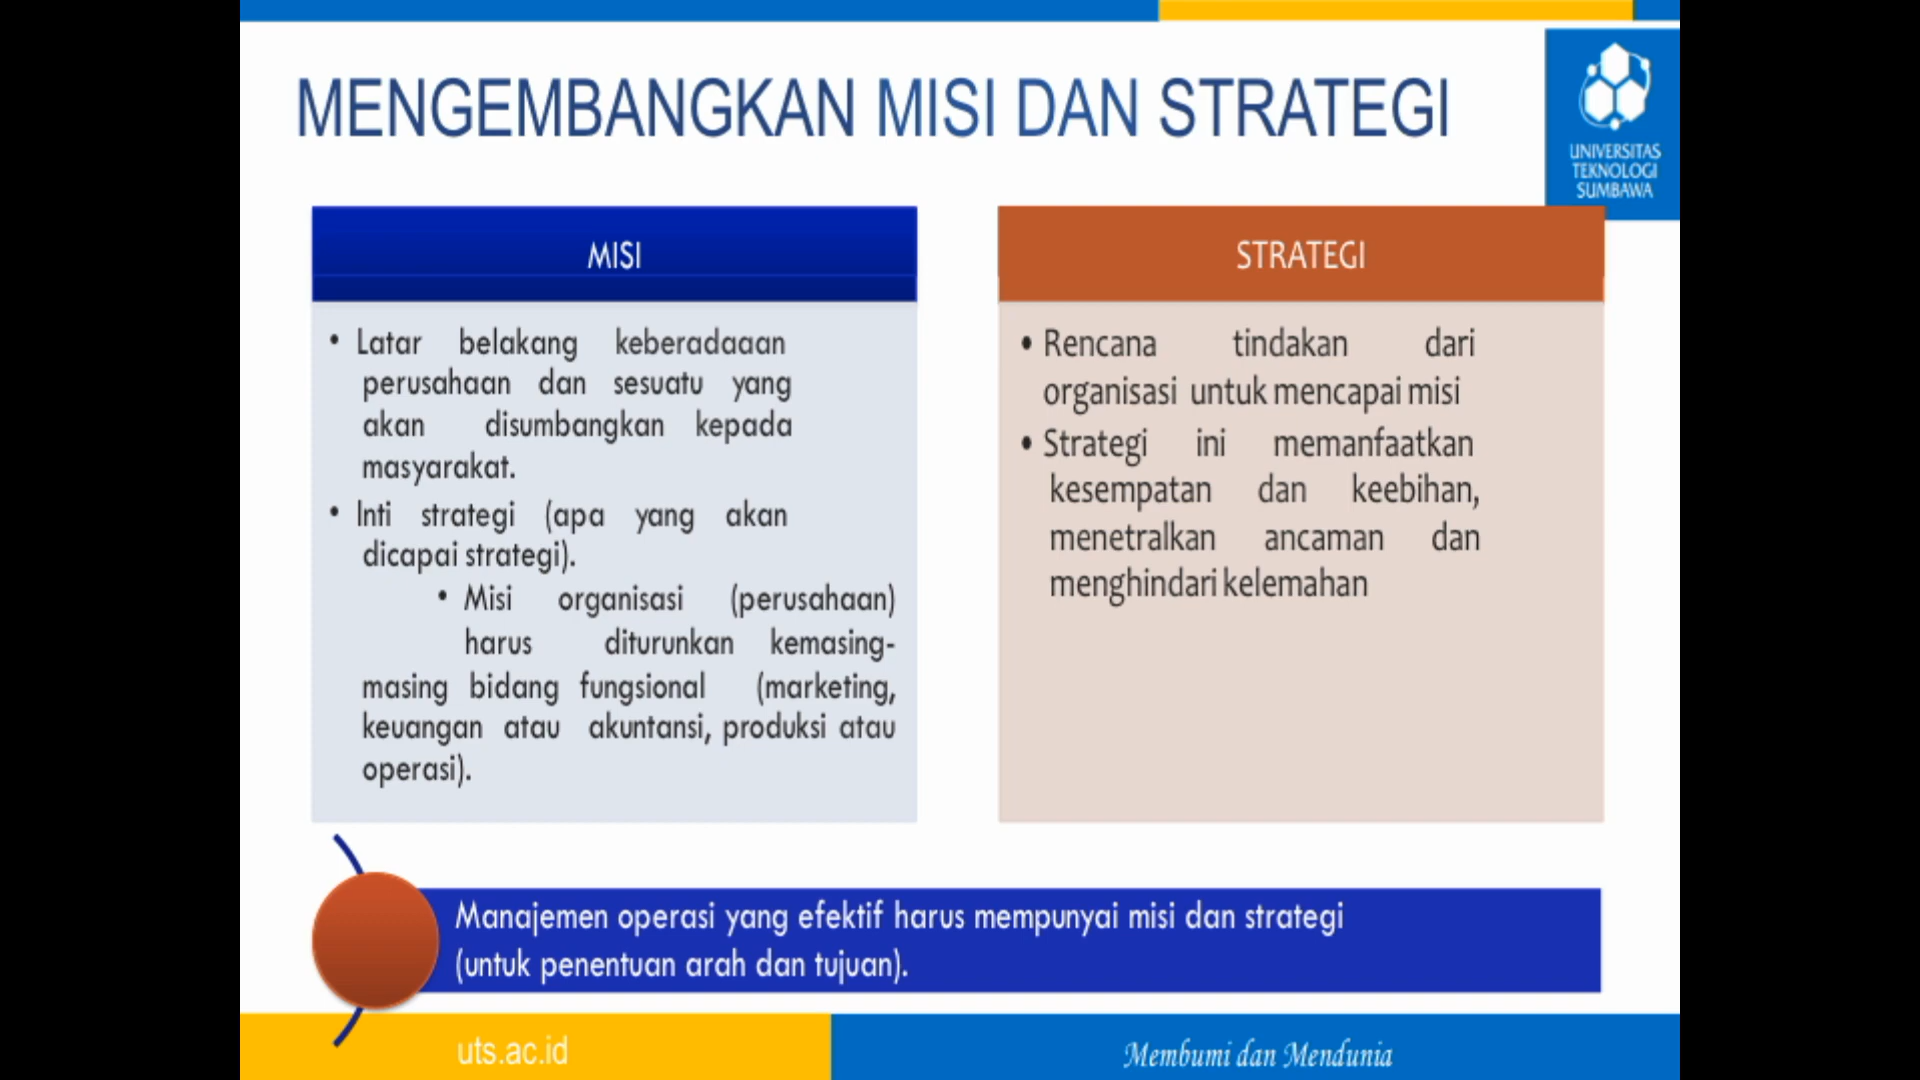 MENGEMBANGKAN MISI DAN STRATEGI
UNIVERSITAS
TEKNOLOGI
SUMBAWA
MISI
• Latar belakang keberadaaan
perusahaan dan sesuatu yang
akan disumbangkan kepada
masyarakat.
• Inti strategi (apa yang akan
dicapai strategi).
• Misi organisasi (perusahaan)
harus diturunkan kemasing-
masing bidang fungsional (marketing,
keuangan atau akuntansi, produksi atau
operasi).
STRATEGI
• Rencana tindakan dari
organisasi untuk mencapai misi
• Strategi ini memanfaatkan
kesempatan dan keebihan,
menetralkan ancaman dan
menghindari kelemahan
Manajemen operasi yang efektif harus mempunyai misi dan strategi
(untuk penentuan arah dan tujuan).
uts.ac.id
Membumi dan Mendunia